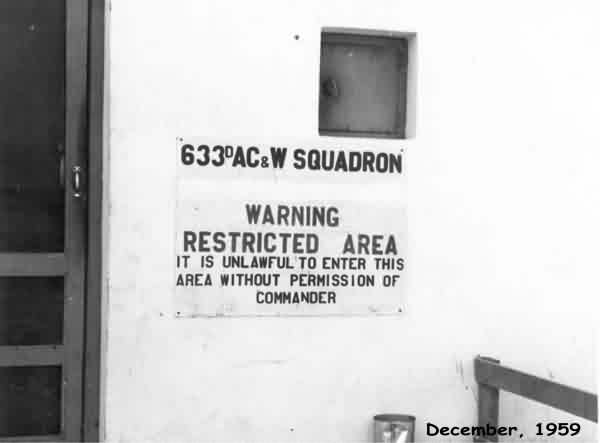 633D AC&W SQUADRON
WARNING
RESTRICTED AREA
IT IS UNLAWFUL TO ENTER THIS
AREA WITHOUT PERMISSION OF
COMMANDER
December, 1959